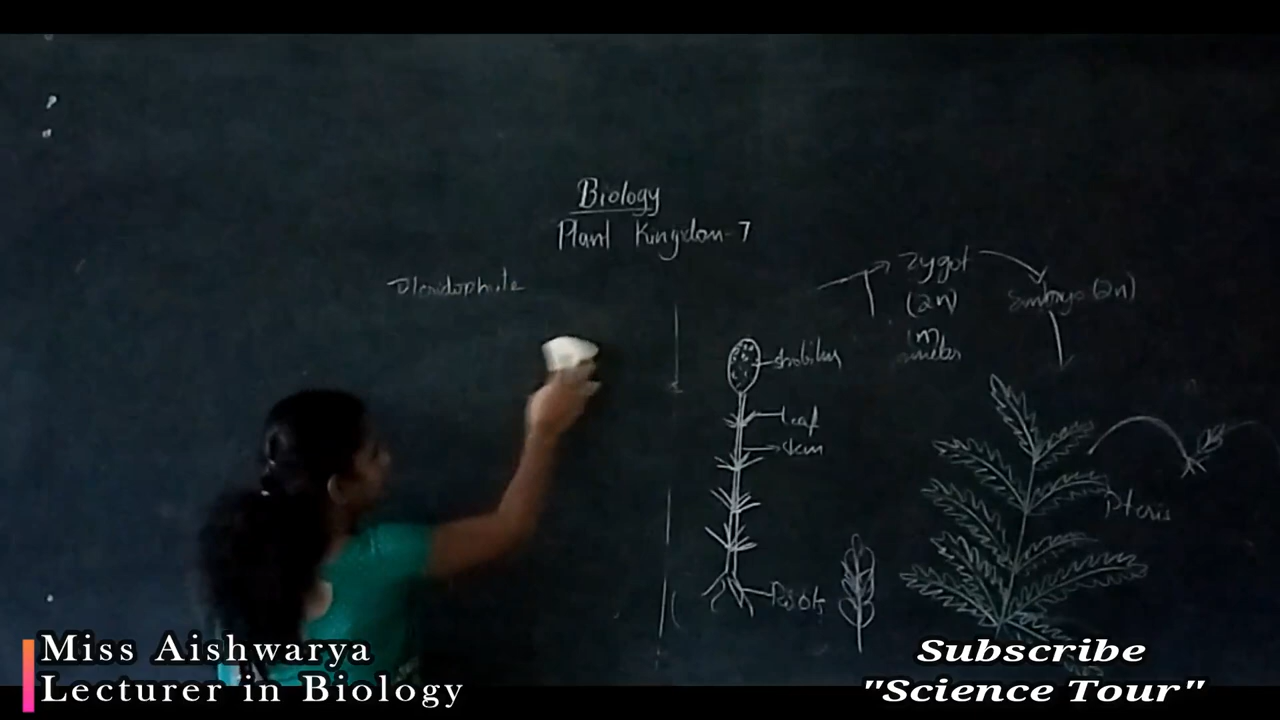 Biology
Plant Kingdom-7
zygot
(2n)
(n)
Embryo (2n)
strobilus
leaf
stem
Roots
Pteris
Miss Aishwarya
Lecturer in Biology
Subscribe
"Science Tour"